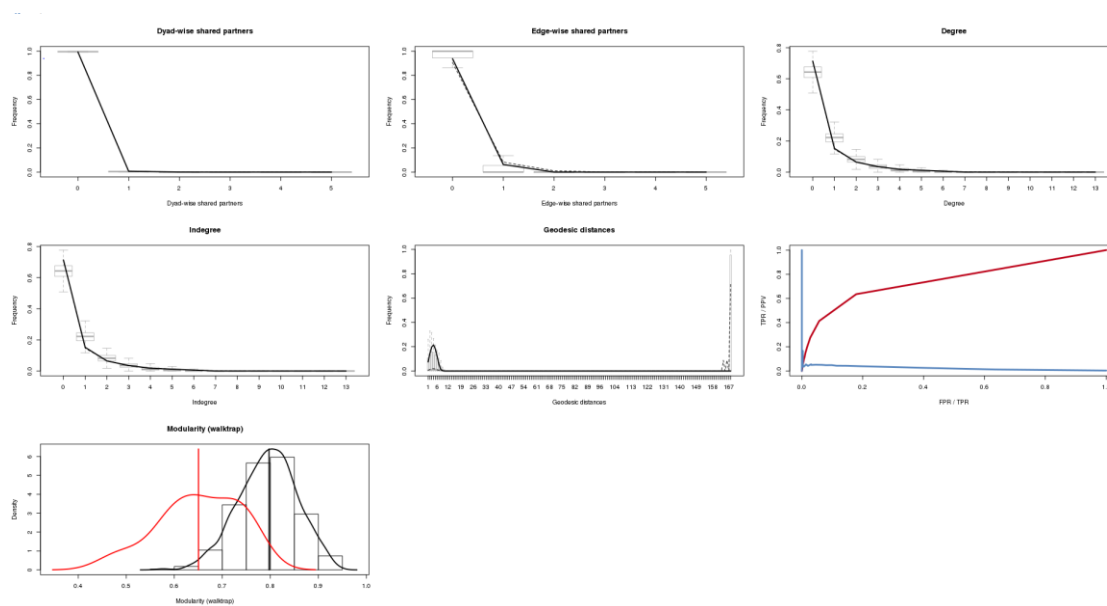 Dyad-wise shared partners
Frequency
0.0 0.2 0.4 0.6 0.8 1.0
0 1 2 3 4 5
Dyad-wise shared partners
Edge-wise shared partners
Frequency
0.0 0.2 0.4 0.6 0.8 1.0
0 1 2 3 4 5
Edge-wise shared partners
Degree
Frequency
0.0 0.2 0.4 0.6 0.8
0 1 2 3 4 5 6 7 8 9 10 11 12 13
Degree
Indegree
Frequency
0.0 0.2 0.4 0.6 0.8
0 1 2 3 4 5 6 7 8 9 10 11 12 13
Indegree
Geodesic distances
Frequency
0.0 0.2 0.4 0.6 0.8 1.0
1 6 12 19 26 33 40 47 54 61 68 75 82 89 96 104 113 122 131 140 149 158 167
Geodesic distances
TPR / PPV
0.0 0.2 0.4 0.6 0.8 1.0
0.0 0.2 0.4 0.6 0.8 1.0
FPR / TPR
Modularity (walktrap)
Density
0 1 2 3 4 5 6
0.4 0.5 0.6 0.7 0.8 0.9 1.0
Modularity (walktrap)